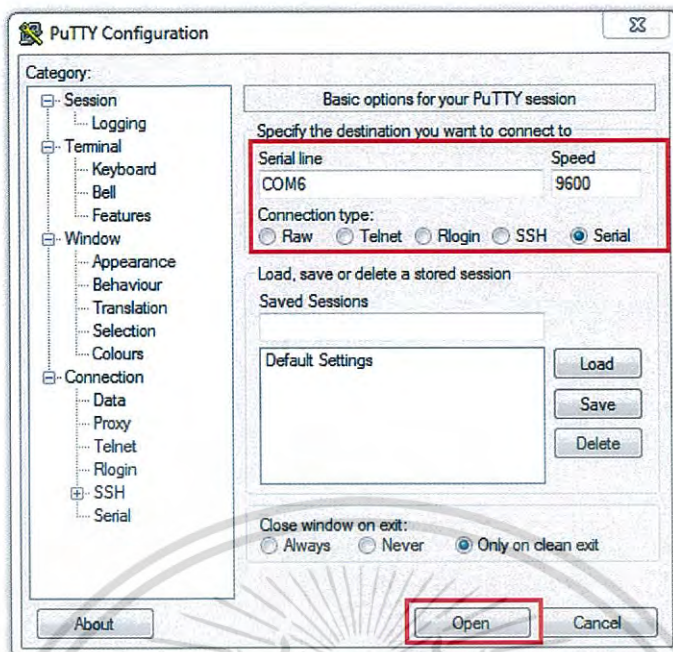 PuTTY Configuration
Category:
Session
Logging
Terminal
Keyboard
Bell
Features
Window
Appearance
Behaviour
Translation
Selection
Colours
Connection
Data
Proxy
Telnet
Rlogin
SSH
Serial
Basic options for your PuTTY session
Specify the destination you want to connect to
Serial line Speed
COM6 9600
Connection type:
Raw Telnet Rlogin SSH Serial
Load, save or delete a stored session
Saved Sessions
Default Settings
Load
Save
Delete
Close window on exit:
Always Never Only on clean exit
About Open Cancel